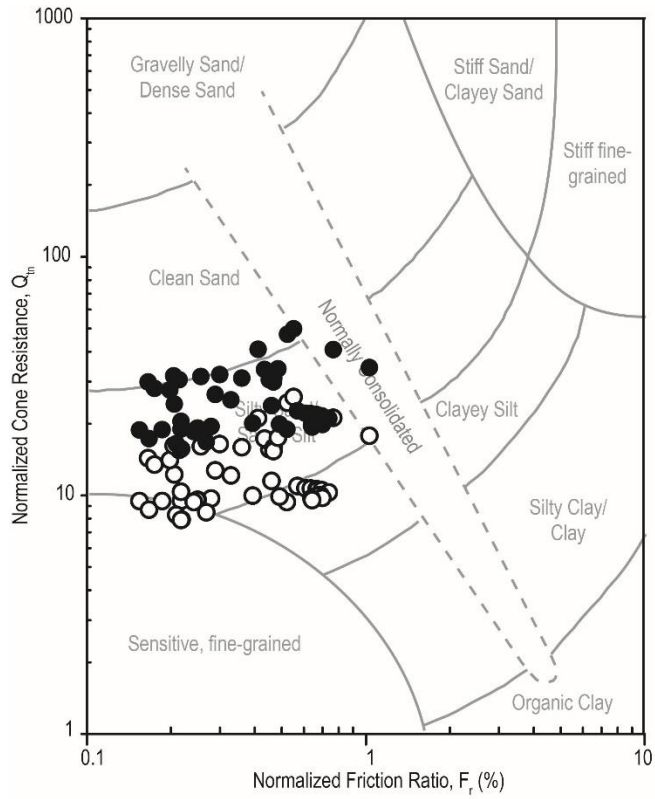 1000
Gravelly Sand/
Dense Sand
Stiff Sand/
Clayey Sand
Stiff fine-
grained
100
Clean Sand
Normally Consolidated
Clayey Silt
10
Silty Clay/
Clay
Sensitive, fine-grained
Organic Clay
1
0.1
1
10
Normalized Cone Resistance, Qtn
Normalized Friction Ratio, Fr (%)